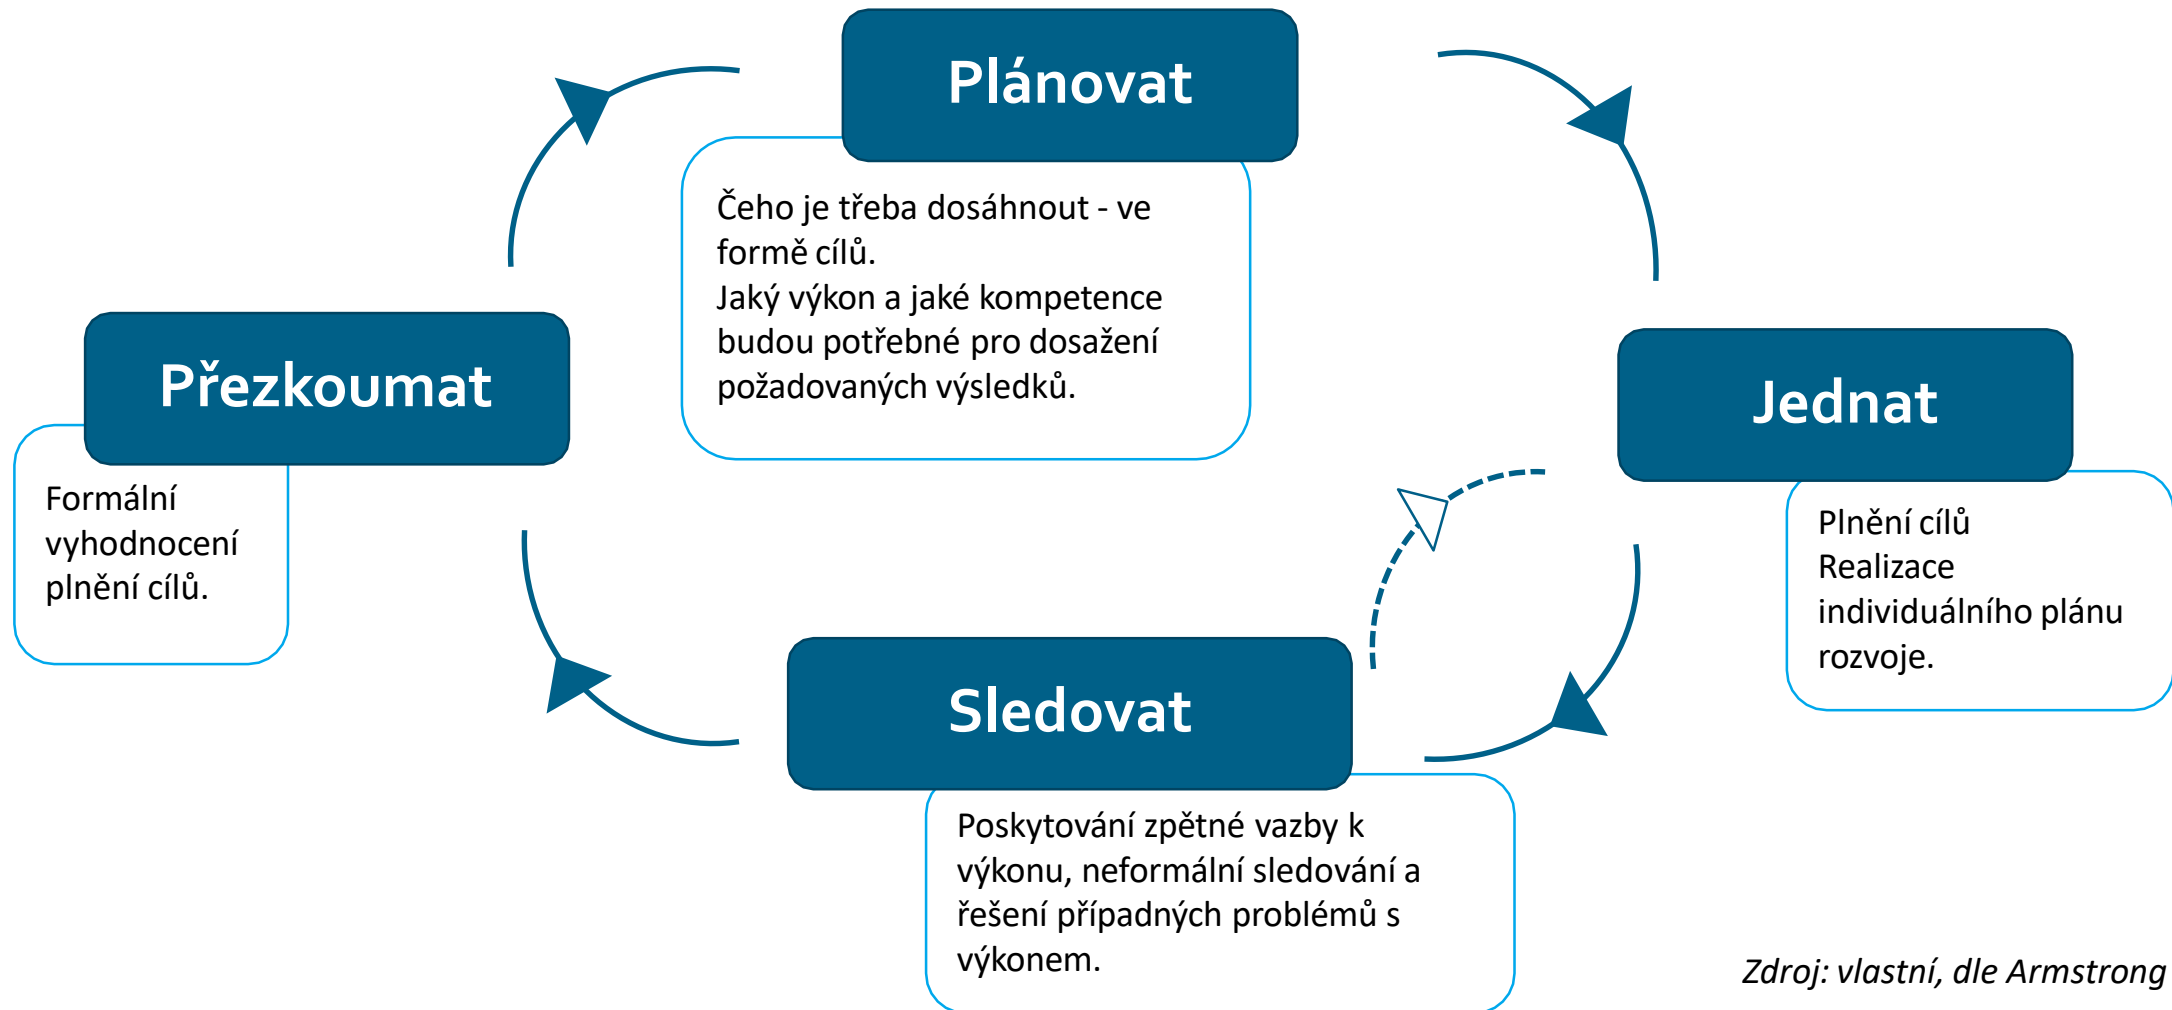 Plánovat
Čeho je třeba dosáhnout - ve
formě cílů.
Jaký výkon a jaké kompetence
budou potřebné pro dosažení
požadovaných výsledků.
Přezkoumat
Formální
vyhodnocení
plnění cílů.
Jednat
Plnění cílů
Realizace
individuálního plánu
rozvoje.
Sledovat
Poskytování zpětné vazby k
výkonu, neformální sledování a
řešení případných problémů s
výkonem.
Zdroj: vlastní, dle Armstrong